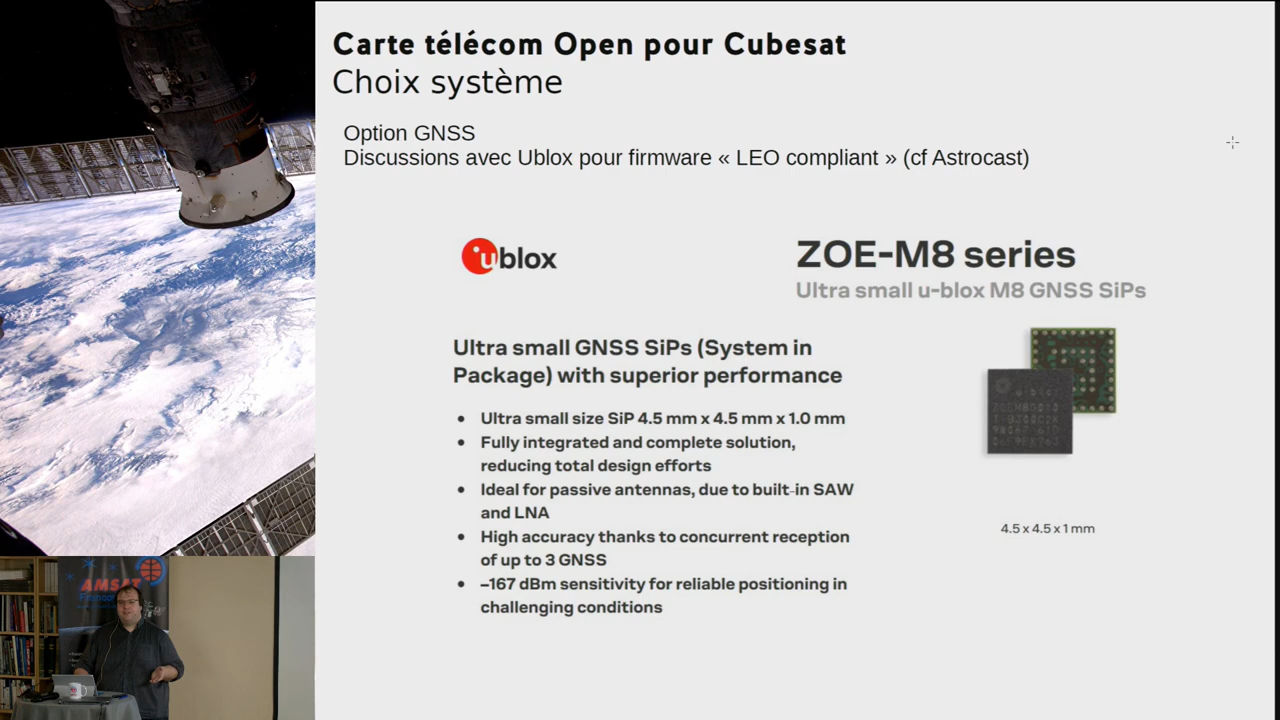 Carte télécom Open pour Cubesat
Choix système
Option GNSS
Discussions avec Ublox pour firmware « LEO compliant » (cf Astrocast)
ublox
ZOE-M8 series
Ultra small u-blox M8 GNSS SiPs
Ultra small GNSS SiPs (System in
Package) with superior performance
• Ultra small size SiP 4.5 mm x 4.5 mm x 1.0 mm
• Fully integrated and complete solution,
reducing total design efforts
• Ideal for passive antennas, due to built-in SAW
and LNA
• High accuracy thanks to concurrent reception
of up to 3 GNSS
• –167 dBm sensitivity for reliable positioning in
challenging conditions
4.5 x 4.5 x 1 mm
AMSAT